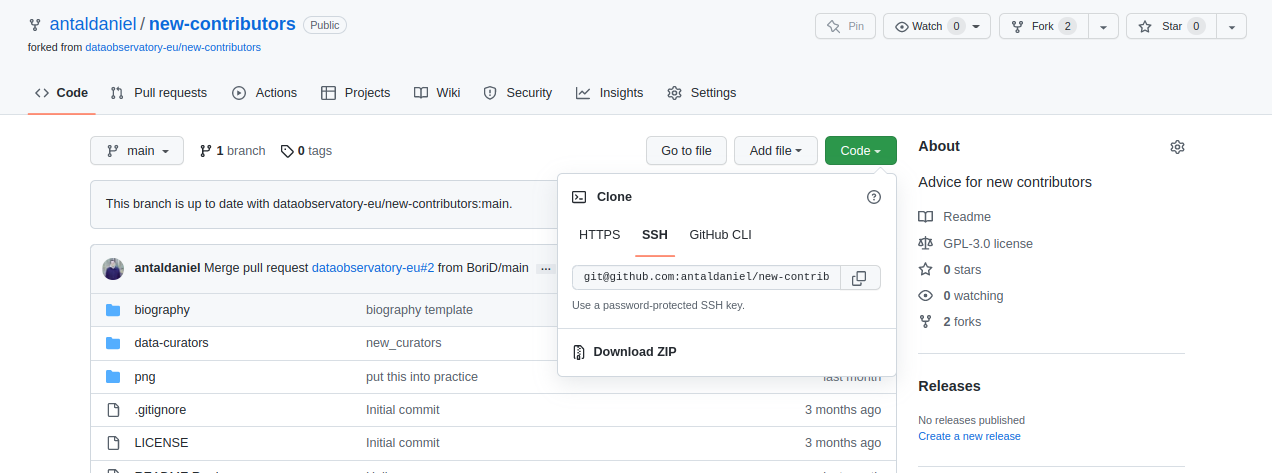 antaldaniel / new-contributors Public
Pin Watch 0 Fork 2 Star 0
forked from dataobservatory-eu/new-contributors
Code Pull requests Actions Projects Wiki Security Insights Settings
main 1 branch 0 tags Go to file Add file Code
This branch is up to date with dataobservatory-eu/new-contributors:main.
antaldaniel Merge pull request dataobservatory-eu#2 from BoriD/main ...
biography biography template
data-curators new_curators
png put this into practice last month
.gitignore Initial commit 3 months ago
LICENSE Initial commit 3 months ago
Clone
HTTPS SSH GitHub CLI
git@github.com:antaldaniel/new-contrib
Use a password-protected SSH key.
Download ZIP
About
Advice for new contributors
Readme
GPL-3.0 license
0 stars
0 watching
2 forks
Releases
No releases published
Create a new release